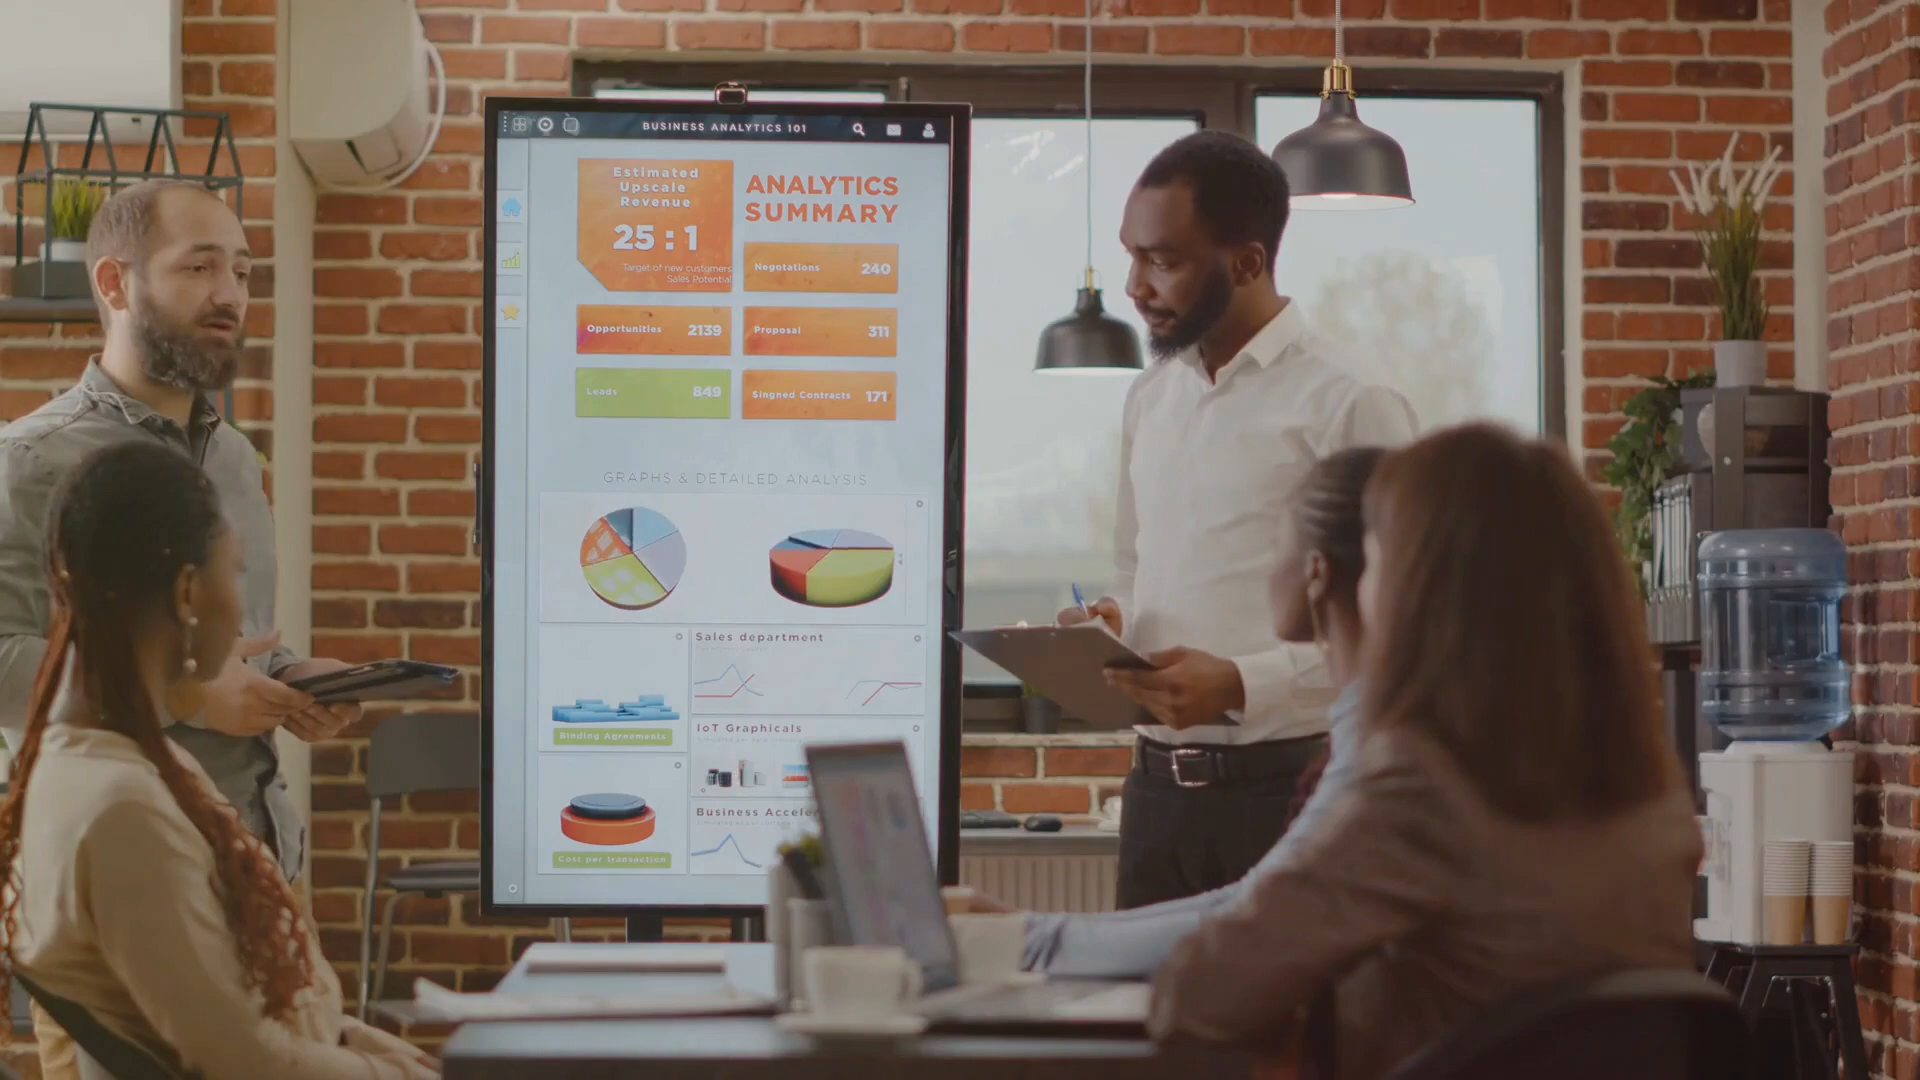 BUSINESS ANALYTICS 101
Estimated
Upscale
Revenue
25 : 1
Target of new customers
Sales Potential
ANALYTICS
SUMMARY
Negotations 240
Opportunities 2139
Proposal 311
Leads 849
Singned Contracts 171
GRAPHS & DETAILED ANALYSIS
Sales department
Binding Agreements
IoT Graphicals
Business Acceler
Cost per transaction